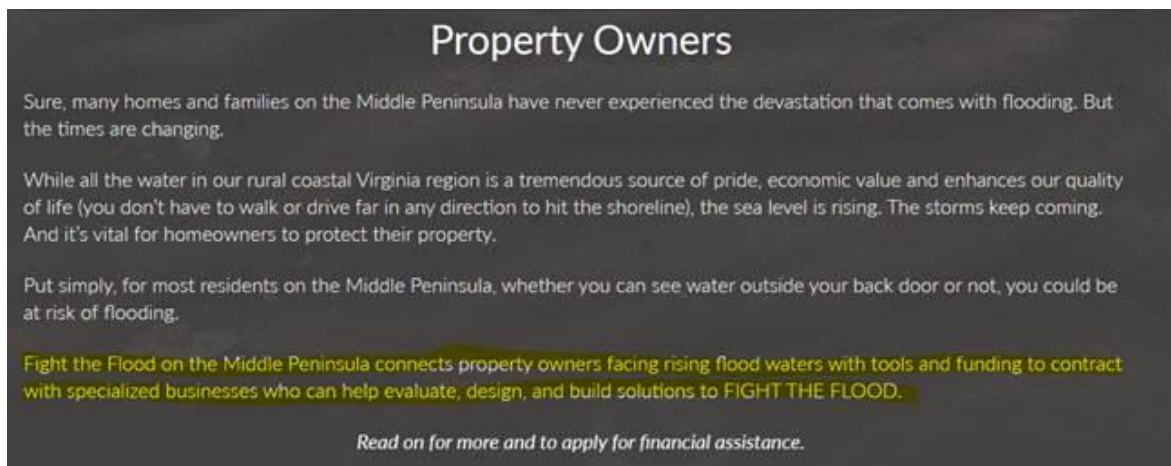 Property Owners
Sure, many homes and families on the Middle Peninsula have never experienced the devastation that comes with flooding. But
the times are changing.
While all the water in our rural coastal Virginia region is a tremendous source of pride, economic value and enhances our quality
of life (you don't have to walk or drive far in any direction to hit the shoreline), the sea level is rising. The storms keep coming.
And it's vital for homeowners to protect their property.
Put simply, for most residents on the Middle Peninsula, whether you can see water outside your back door or not, you could be
at risk of flooding.
Fight the Flood on the Middle Peninsula connects property owners facing rising flood waters with tools and funding to contract
with specialized businesses who can help evaluate, design, and build solutions to FIGHT THE FLOOD.
Read on for more and to apply for financial assistance.